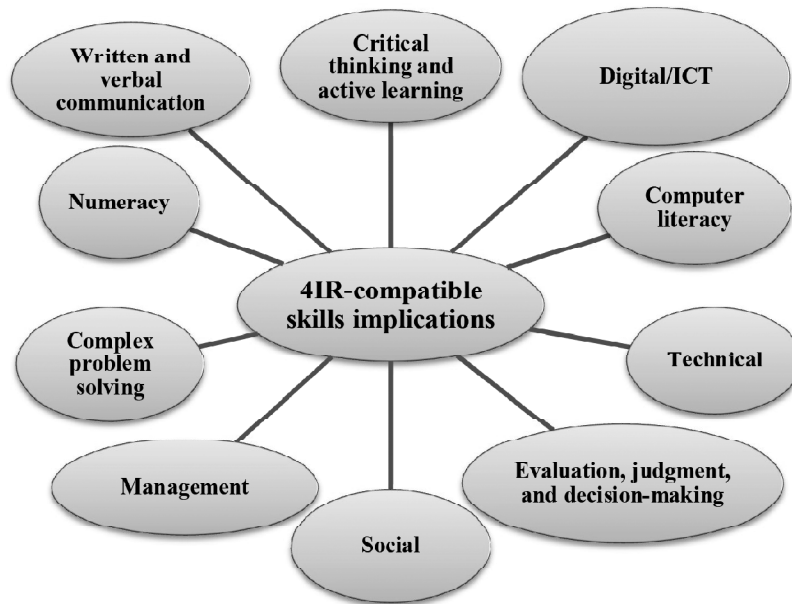 Written and
verbal
communication
Critical
thinking and
active learning
Digital/ICT
Numeracy
Computer
literacy
4IR-compatible
skills implications
Complex
problem
solving
Technical
Management
Evaluation, judgment,
and decision-making
Social